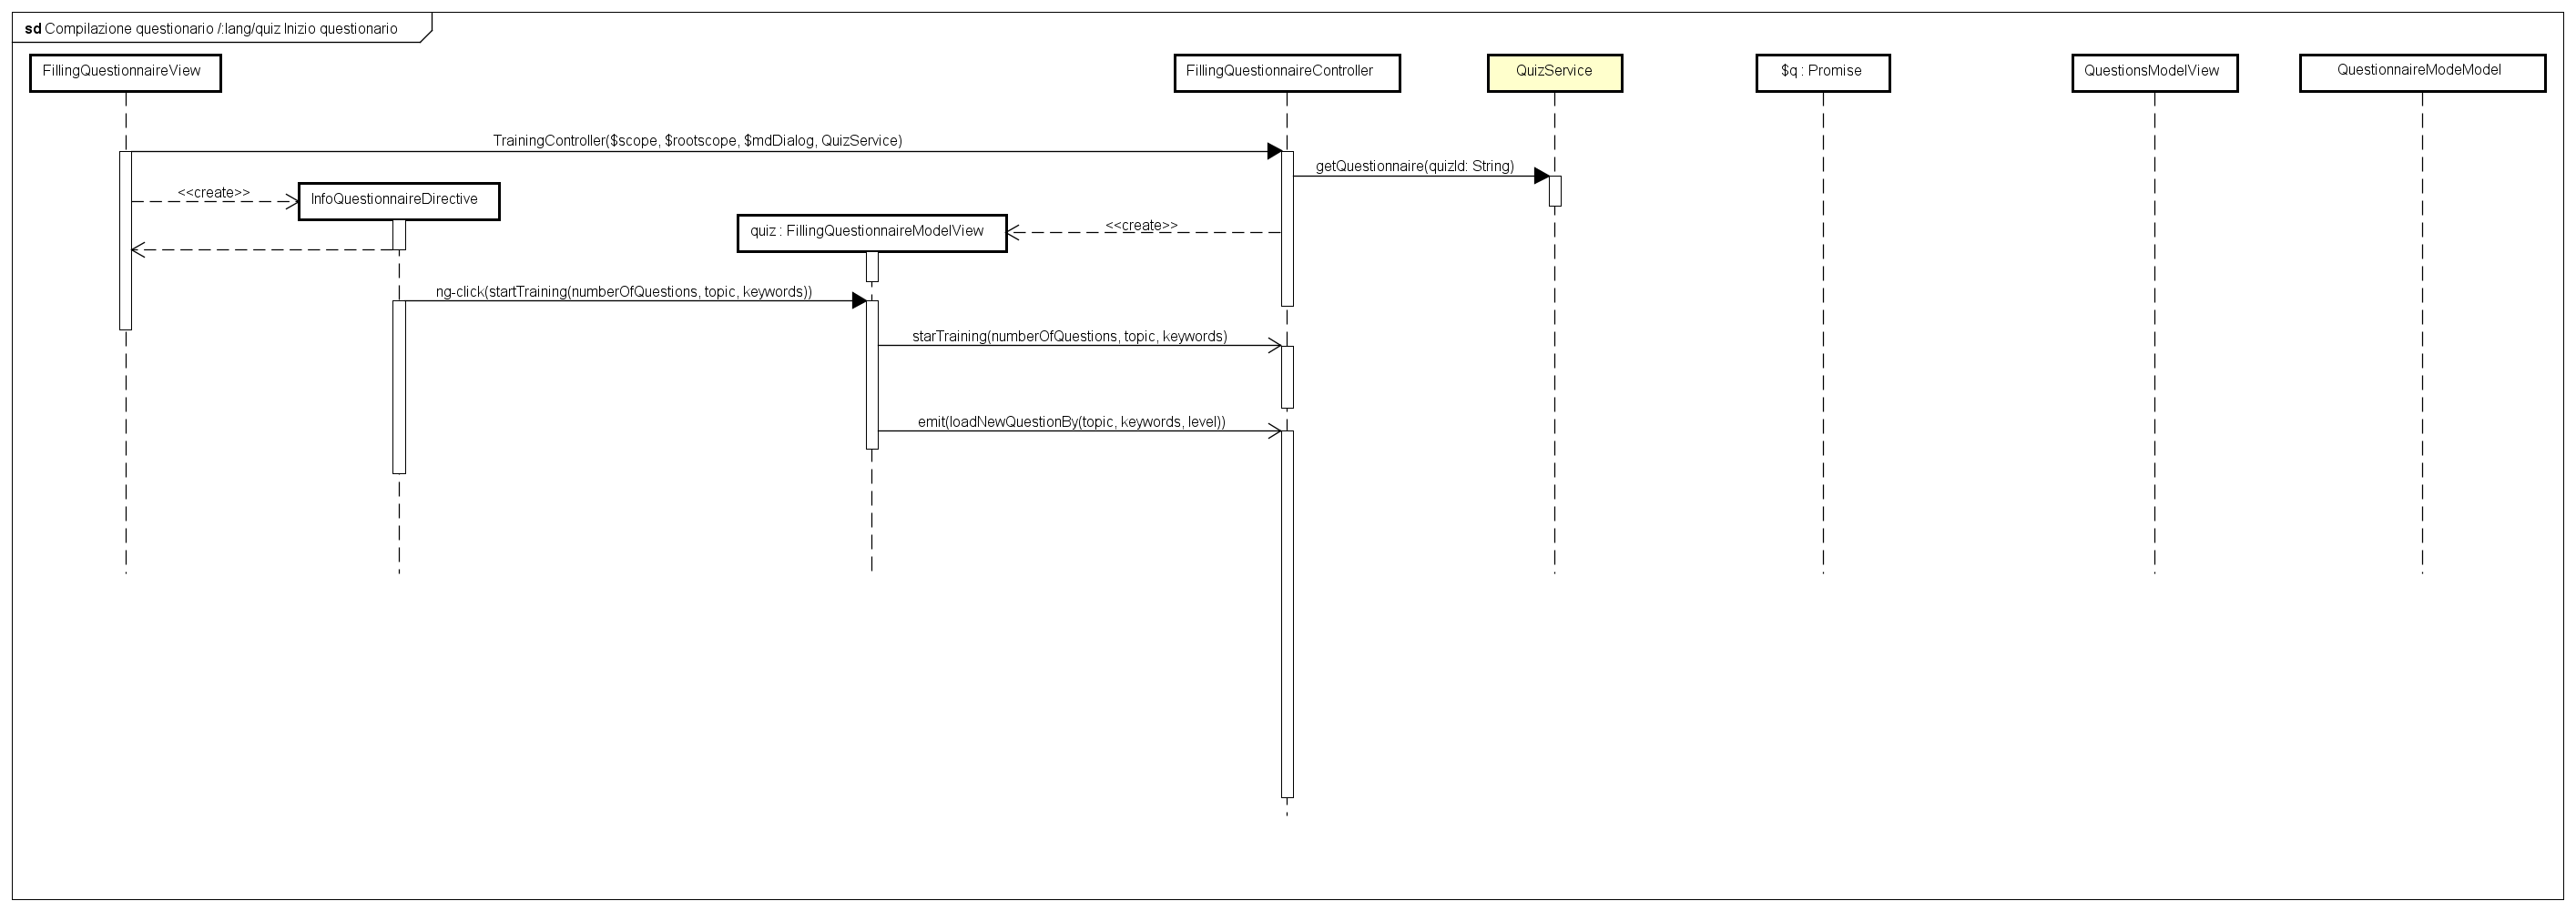 sd Compilazione questionario /:lang/quiz Inizio questionario
FillingQuestionnaireView
FillingQuestionnaireController
QuizService
$q : Promise
QuestionsModelView
QuestionnaireModeModel
TrainingController($scope, $rootscope, $mdDialog, QuizService)
getQuestionnaire(quizId: String)
<<create>>
InfoQuestionnaireDirective
<<create>>
quiz : FillingQuestionnaireModelView
ng-click(startTraining(numberOfQuestions, topic, keywords))
starTraining(numberOfQuestions, topic, keywords)
emit(loadNewQuestionBy(topic, keywords, level))